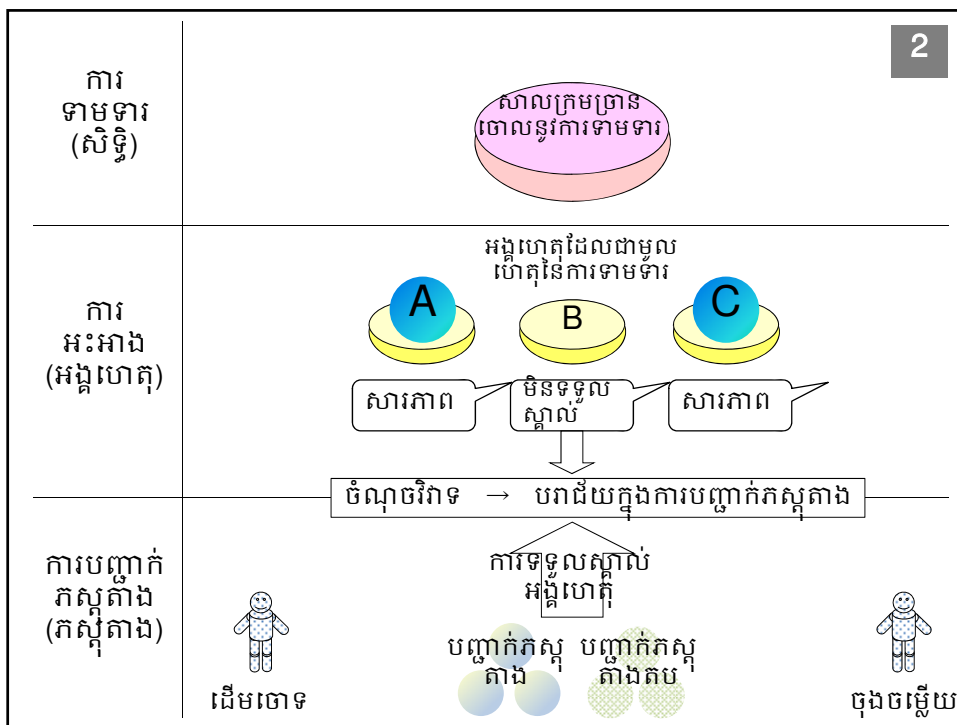 2
ការ
ទាមទារ
(សិទ្ធិ)
សាលក្រមច្រាន
ចោលនូវការទាមទារ
ការ
អះអាង
(អង្គហេតុ)
អង្គហេតុដែលជាមូល
ហេតុនៃការទាមទារ
A
B
C
សារភាព
មិនទទួល
ស្គាល់
សារភាព
ចំណុចវិវាទ → បរាជ័យក្នុងការបញ្ជាក់ភស្តុតាង
ការបញ្ជាក់
ភស្តុតាង
(ភស្តុតាង)
ការទទួលស្គាល់
អង្គហេតុ
បញ្ជាក់ភស្តុ
តាង
បញ្ជាក់ភស្តុ
តាងតប
ដើមចោទ
ចុងចម្លើយ